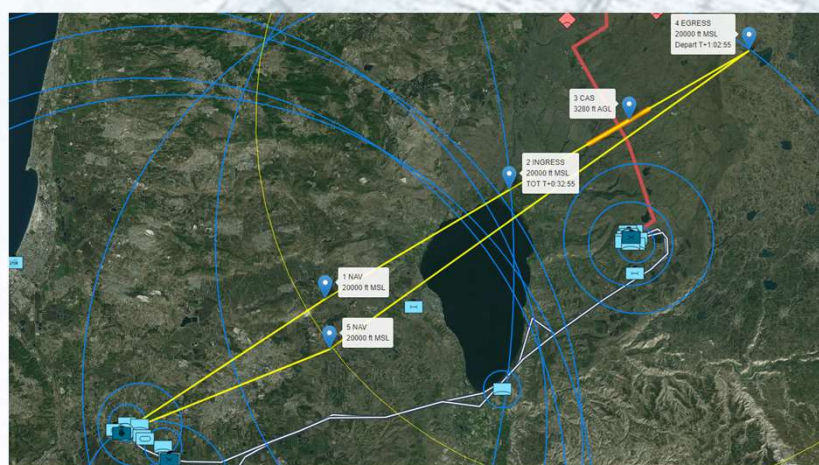 4 EGRESS
20000 ft MSL
Depart T+1:02:55
3 CAS
3280 ft AGL
2 INGRESS
20000 ft MSL
TOT T+0:32:55
1 NAV
20000 ft MSL
5 NAV
20000 ft MSL